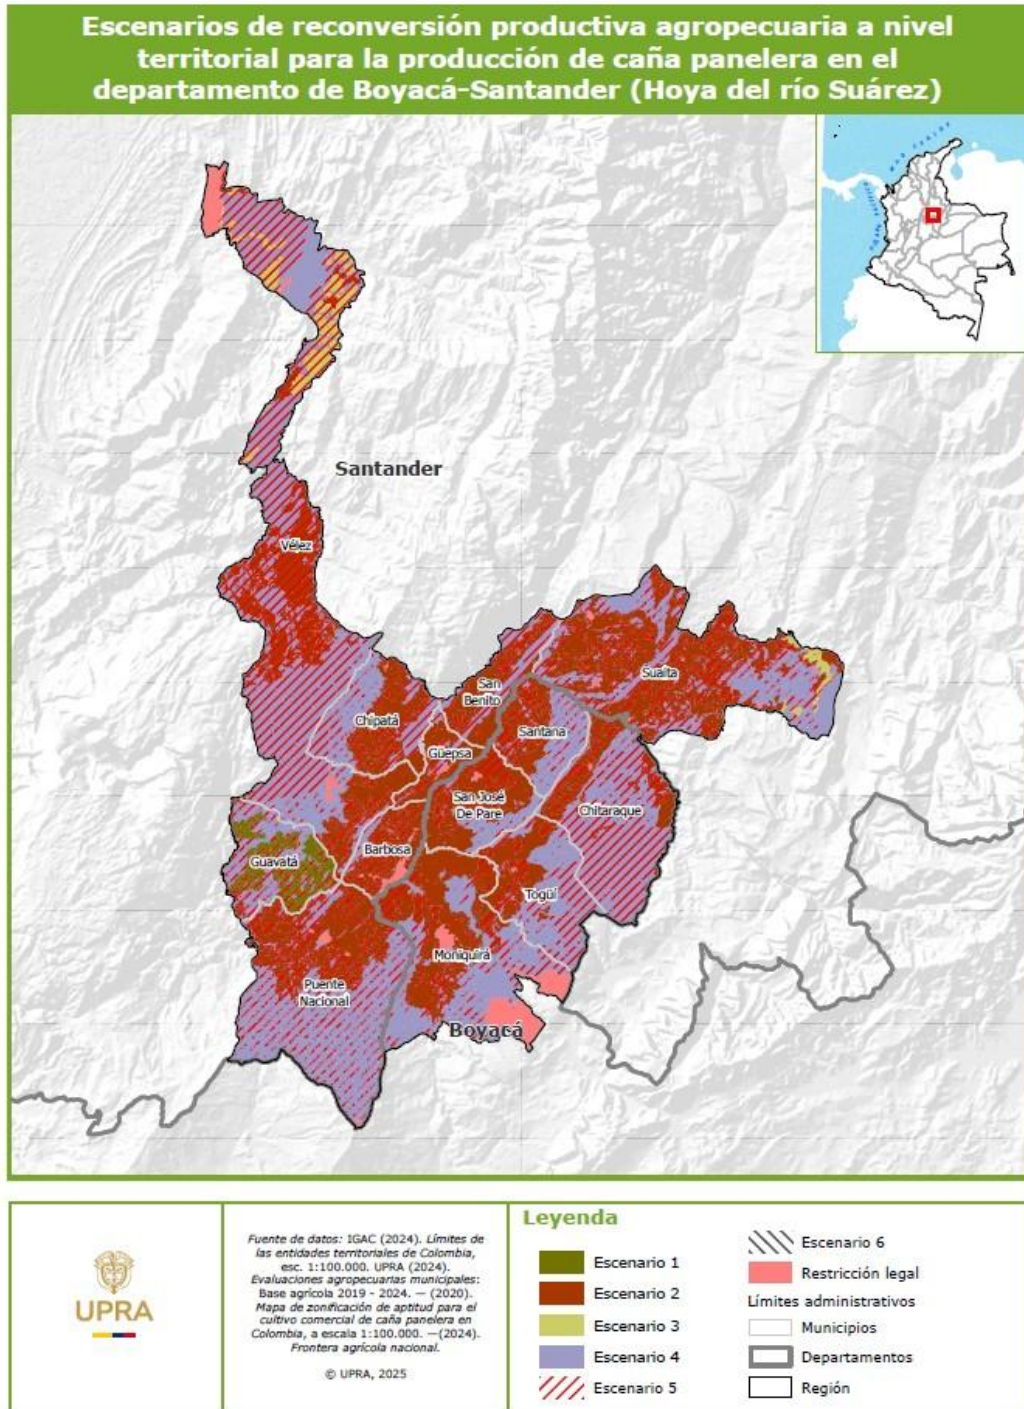 Escenarios de reconversión productiva agropecuaria a nivel
territorial para la producción de caña panelera en el
departamento de Boyacá-Santander (Hoya del río Suárez)
Santander
Vélez
San
Benito
Suaita
Chipatá
Santana
Güepsa
San José
De Pare
Chitaraque
Barbosa
Guavatá
Togüí
Moniquirá
Puente
Nacional
Boyacá
UPRA
Fuente de datos: IGAC (2024). Límites de
las entidades territoriales de Colombia,
esc. 1:100.000. UPRA (2024).
Evaluaciones agropecuarias municipales:
Base agrícola 2019 - 2024. — (2020).
Mapa de zonificación de aptitud para el
cultivo comercial de caña panelera en
Colombia, a escala 1:100.000. —(2024).
Frontera agrícola nacional.
© UPRA, 2025
Leyenda
Escenario 1
Escenario 2
Escenario 3
Escenario 4
Escenario 5
Escenario 6
Restricción legal
Límites administrativos
Municipios
Departamentos
Región